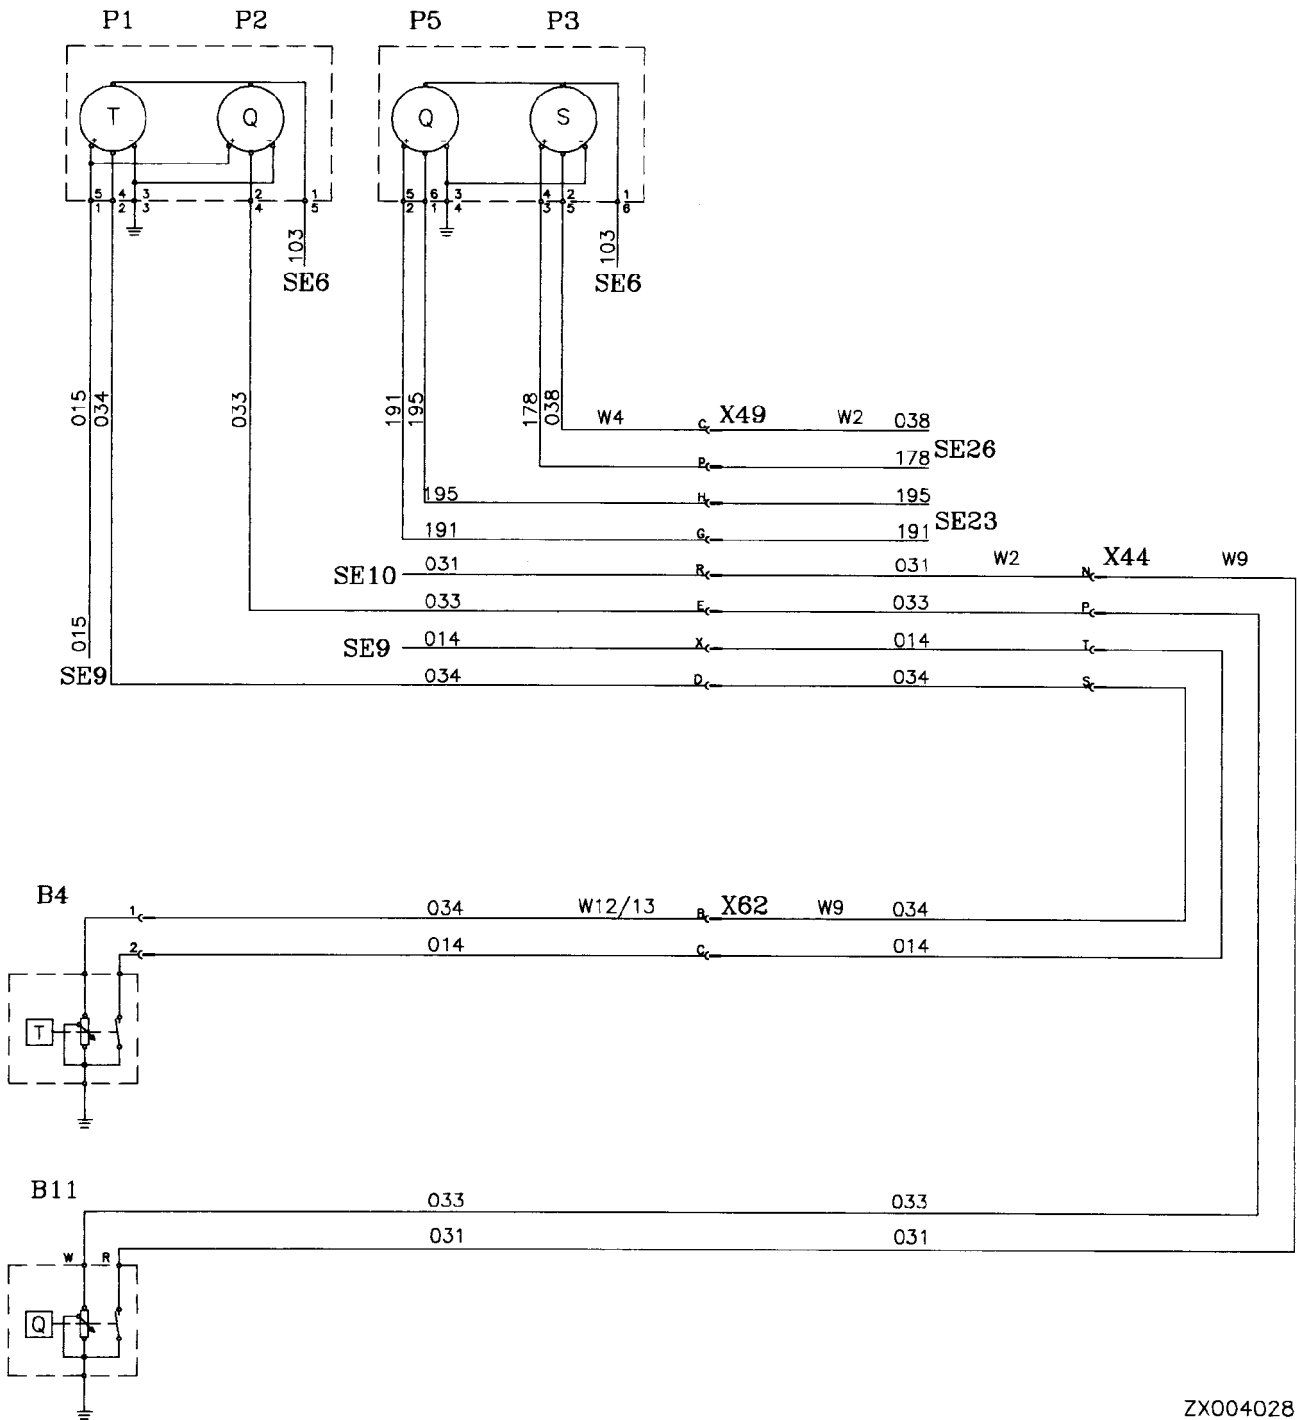 P1 P2 P5 P3
T Q Q S
+ - + - + - + -
5 4 3 2 1 5 6 3 4 2 1
1 2 3 4 5 2 1 4 3 5 6
103 103
SE6 SE6
015 034 033 191 195 178 038
W4 C X49 W2 038
P 178 SE26
195 H 195
191 G 191 SE23
SE10 031 R 031 W2 N X44 W9
033 E 033 P
015 SE9 014 X 014 T
SE9 034 D 034 S
B4 1 034 W12/13 B X62 W9 034
2 014 C 014
T
B11 033 033
W R 031 031
Q
ZX004028